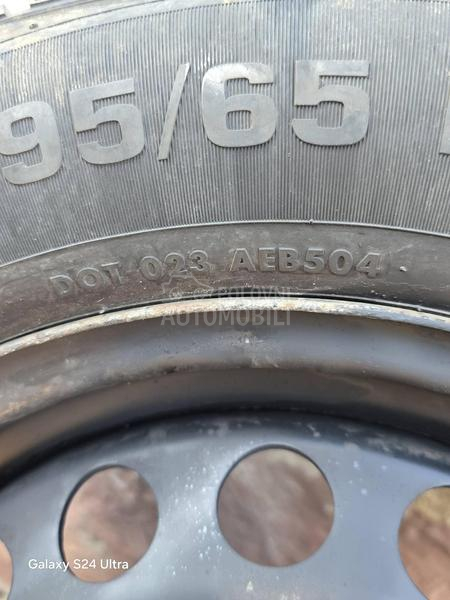 95/65
DOT 023 AEB504
POLOVNI
AUTOMOBILI
Galaxy S24 Ultra